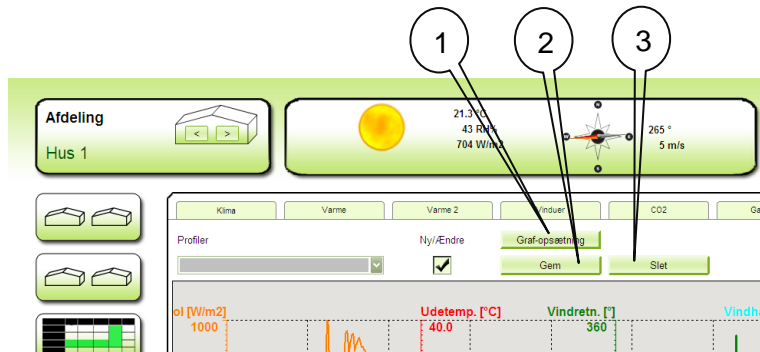 1 2 3
Afdeling
Hus 1
< >
21.3 °C
43 RH%
704 W/m2
265 °
5 m/s
Klima Varme Varme 2 Vinduer CO2 Ga
Profiler Ny/Ændre Graf-opsætning
Gem Slet
ol [W/m2] Udetemp. [°C] Vindretn. [°] Vindha
1000 40.0 360